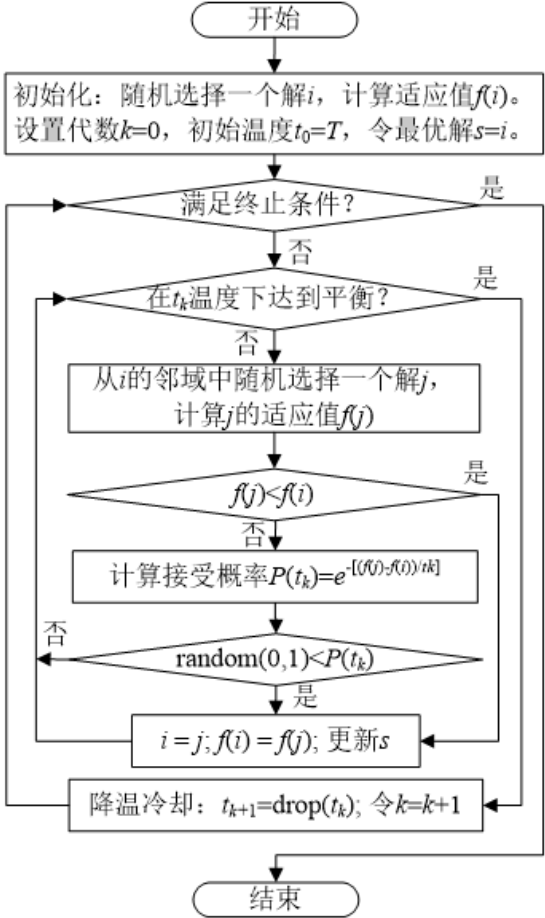 开始
初始化：随机选择一个解i，计算适应值f(i)。
设置代数k=0，初始温度t₀=T，令最优解s=i。
满足终止条件？
是
否
在tₖ温度下达到平衡？
是
否
从i的邻域中随机选择一个解j，
计算j的适应值f(j)
f(j)<f(i)
是
否
计算接受概率P(tₖ)=e^-[(f(j)-f(i))/tk]
否
random(0,1)<P(tₖ)
是
i = j; f(i) = f(j); 更新s
降温冷却：tₖ₊₁=drop(tₖ); 令k=k+1
结束